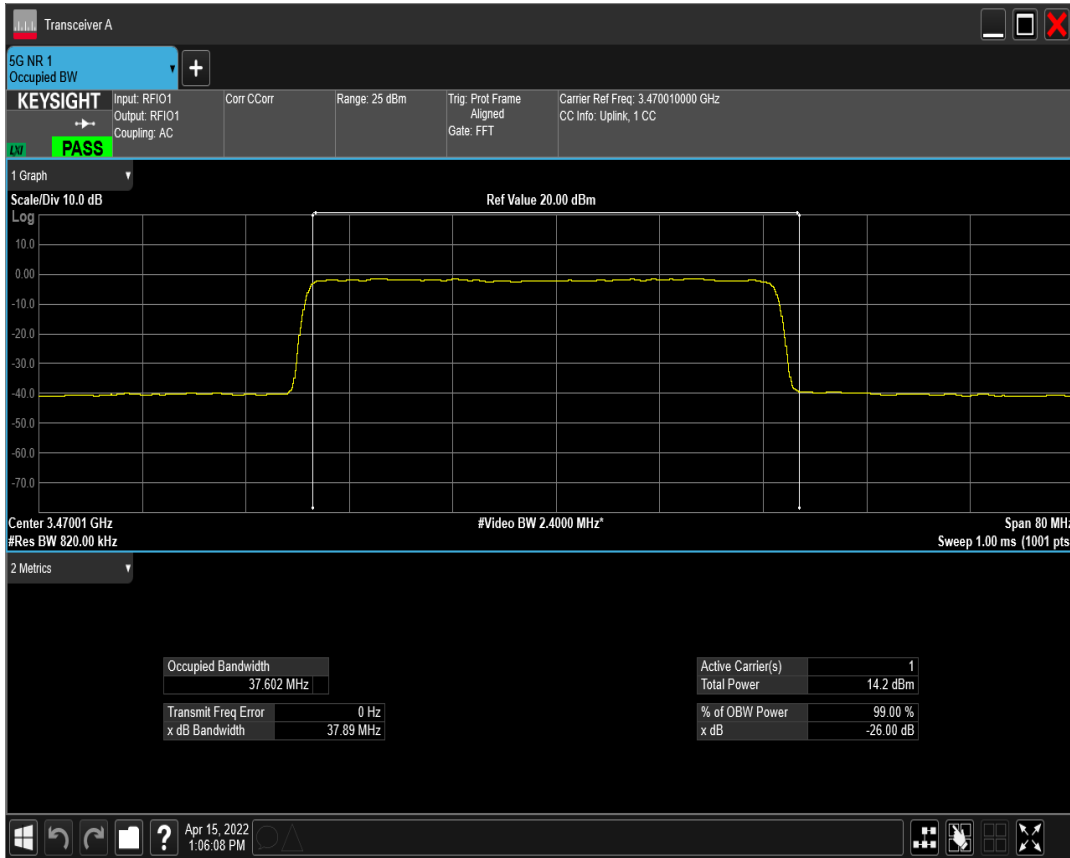 Transceiver A
5G NR 1
Occupied BW
+
KEYSIGHT
LXI
PASS
Input: RFIO1
Output: RFIO1
Coupling: AC
Corr CCorr
Range: 25 dBm
Trig: Prot Frame
Aligned
Gate: FFT
Carrier Ref Freq: 3.470010000 GHz
CC Info: Uplink, 1 CC
1 Graph
Scale/Div 10.0 dB
Ref Value 20.00 dBm
Log
10.0
0.00
-10.0
-20.0
-30.0
-40.0
-50.0
-60.0
-70.0
Center 3.47001 GHz
#Video BW 2.4000 MHz*
Span 80 MHz
#Res BW 820.00 kHz
Sweep 1.00 ms (1001 pts
2 Metrics
Occupied Bandwidth
37.602 MHz
Transmit Freq Error 0 Hz
x dB Bandwidth 37.89 MHz
Active Carrier(s) 1
Total Power 14.2 dBm
% of OBW Power 99.00 %
x dB -26.00 dB
?
Apr 15, 2022
1:06:08 PM